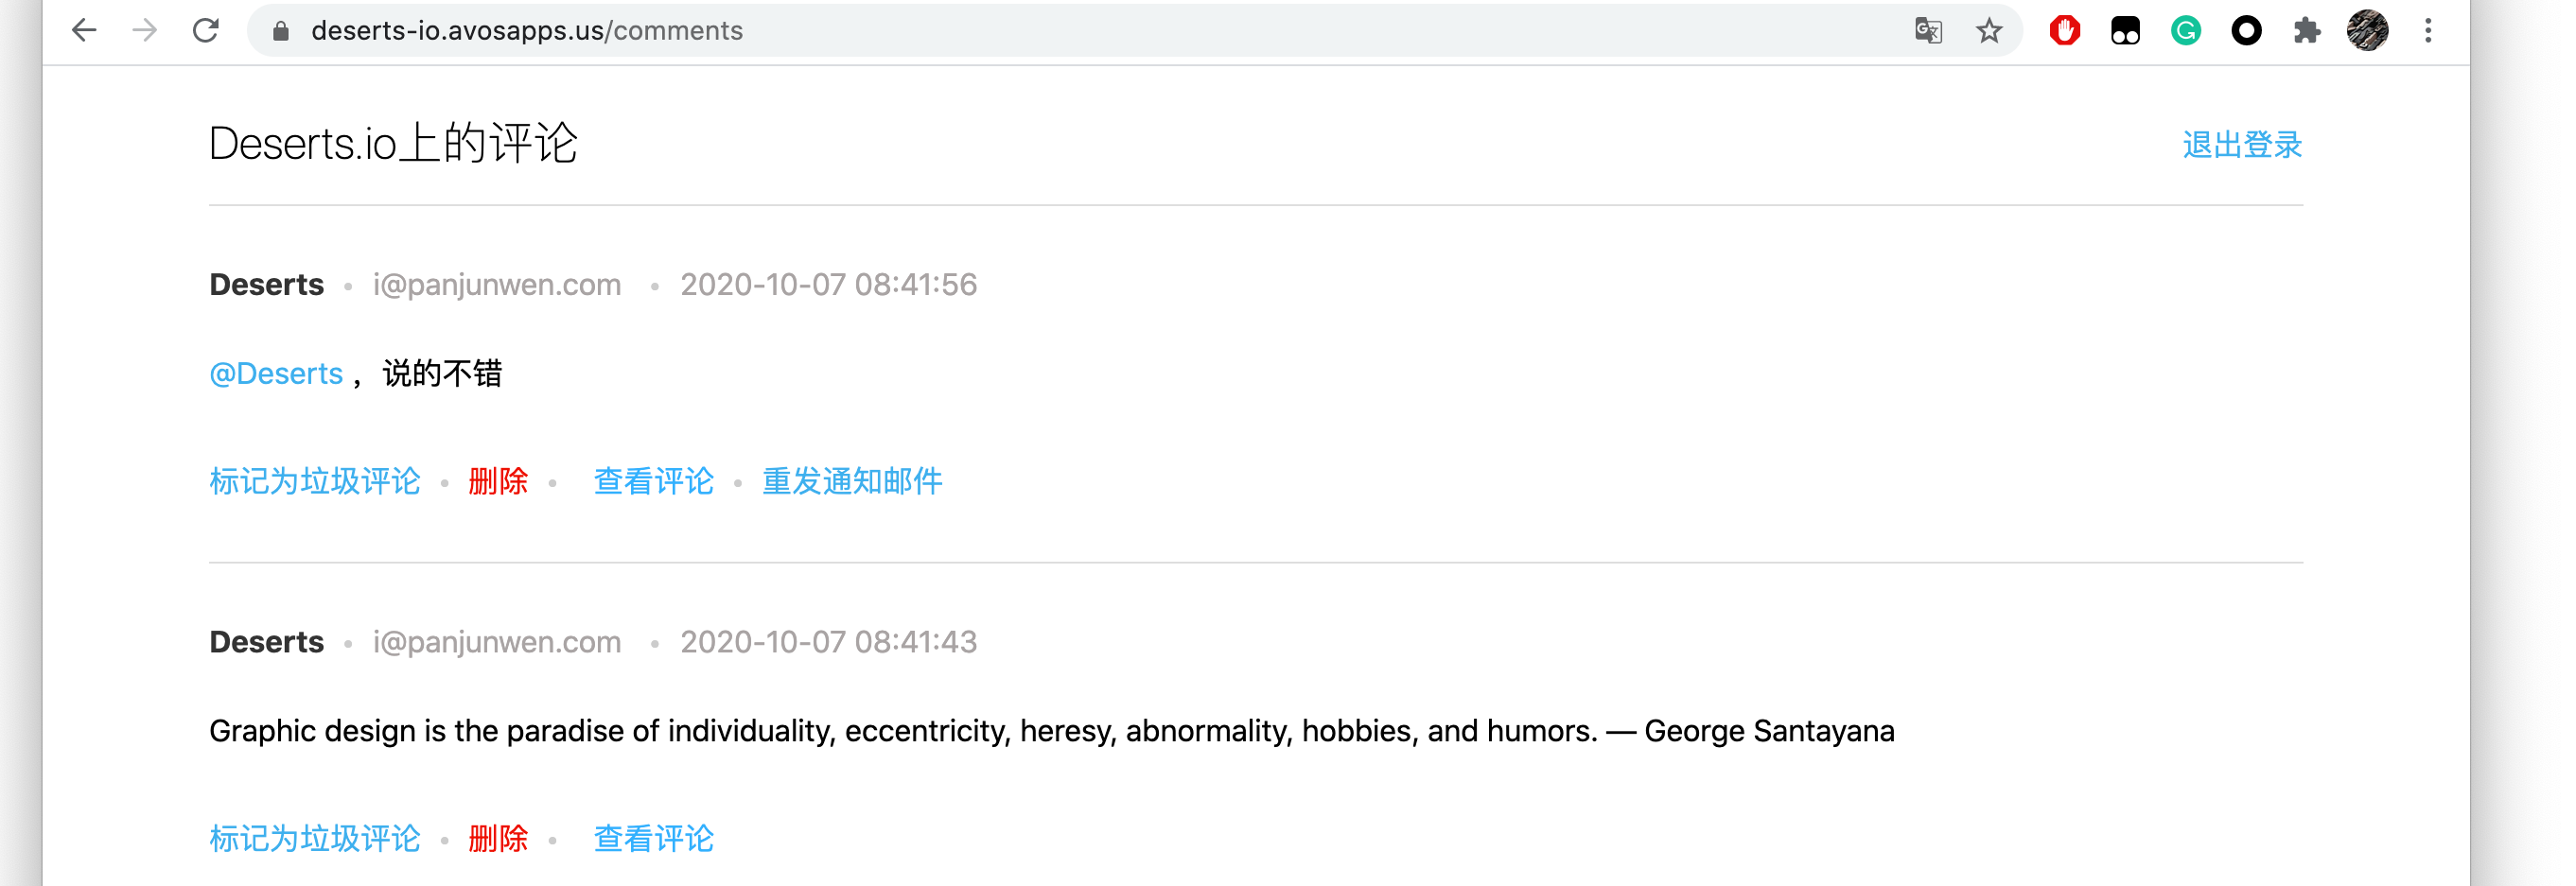 deserts-io.avosapps.us/comments
Deserts.io上的评论
退出登录
Deserts • i@panjunwen.com • 2020-10-07 08:41:56
@Deserts ，说的不错
标记为垃圾评论 • 删除 • 查看评论 • 重发通知邮件
Deserts • i@panjunwen.com • 2020-10-07 08:41:43
Graphic design is the paradise of individuality, eccentricity, heresy, abnormality, hobbies, and humors. — George Santayana
标记为垃圾评论 • 删除 • 查看评论